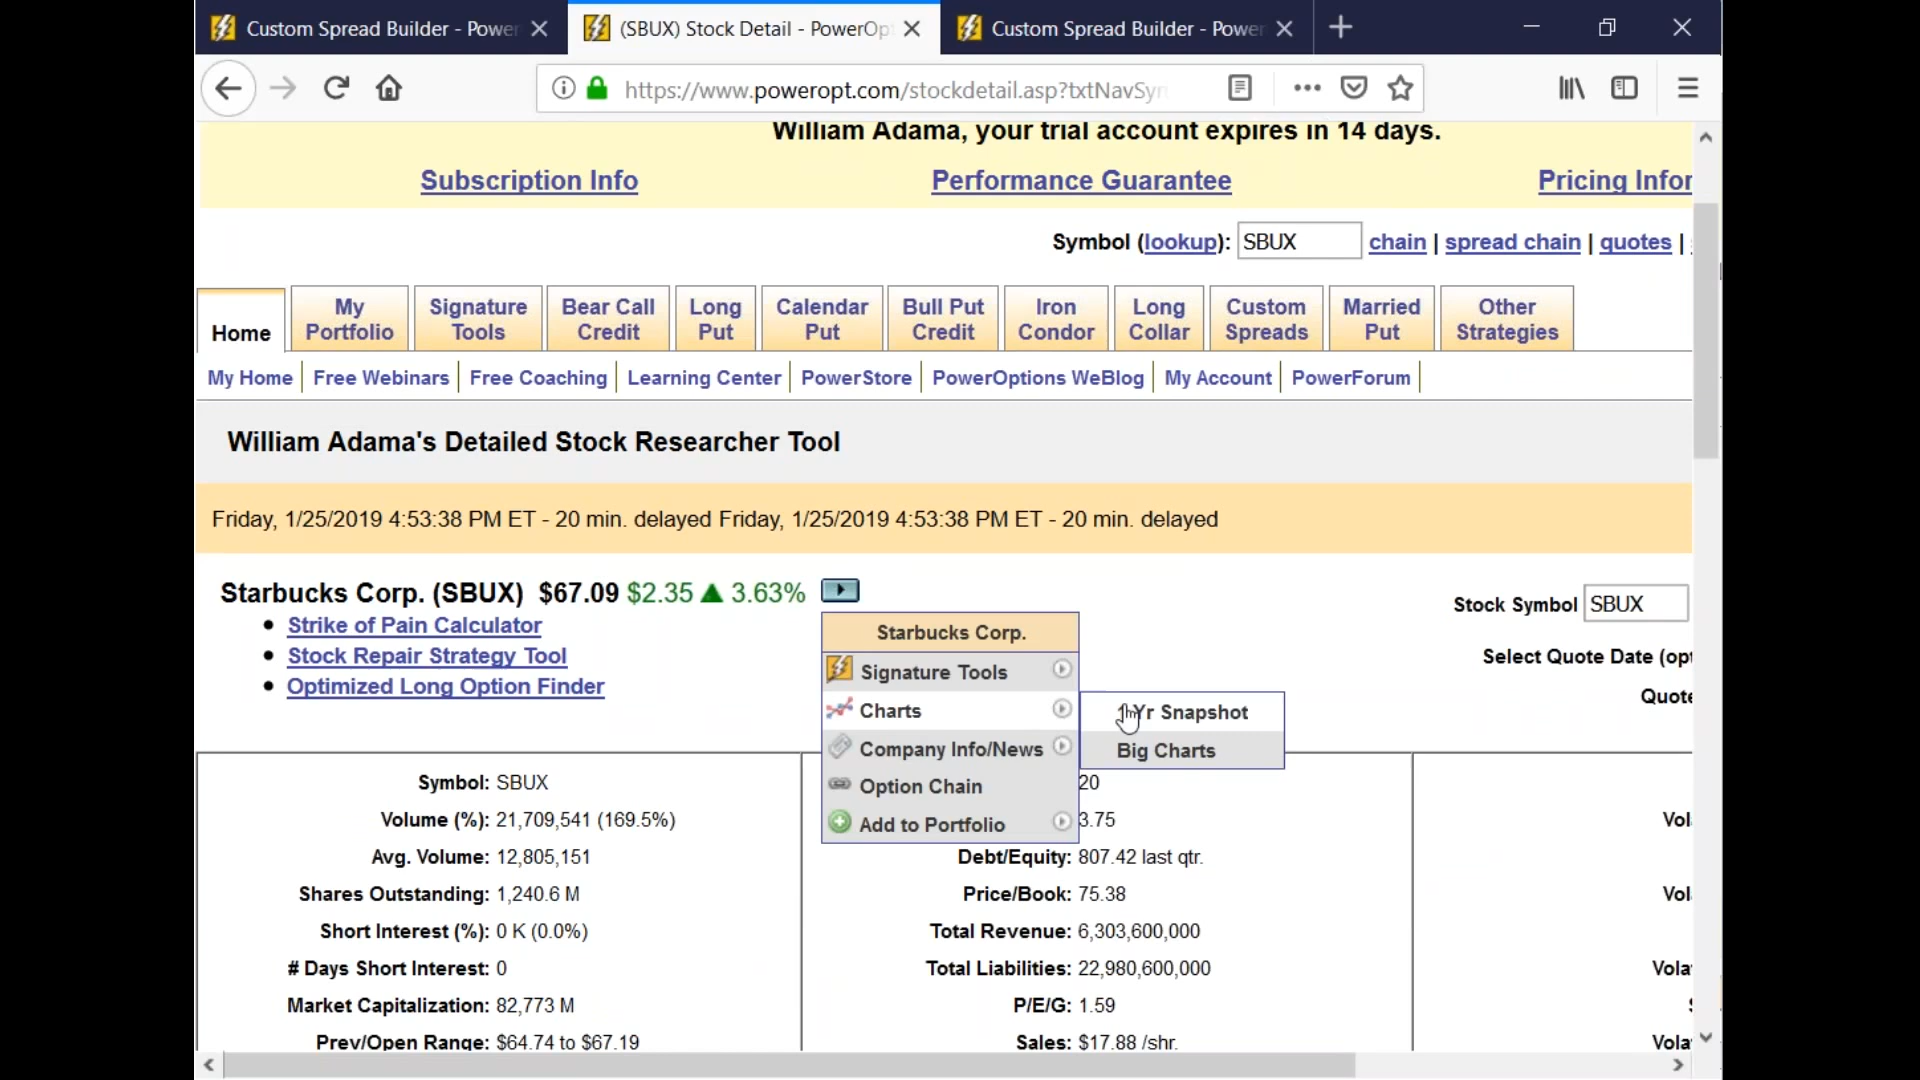 Custom Spread Builder - Power
(SBUX) Stock Detail - PowerOp
Custom Spread Builder - Power
https://www.poweropt.com/stockdetail.asp?txtNavSyn
William Adama, your trial account expires in 14 days.
Subscription Info
Performance Guarantee
Pricing Infor
Symbol (lookup): SBUX chain | spread chain | quotes |
Home
My Portfolio
Signature Tools
Bear Call Credit
Long Put
Calendar Put
Bull Put Credit
Iron Condor
Long Collar
Custom Spreads
Married Put
Other Strategies
My Home | Free Webinars | Free Coaching | Learning Center | PowerStore | PowerOptions WeBlog | My Account | PowerForum |
William Adama's Detailed Stock Researcher Tool
Friday, 1/25/2019 4:53:38 PM ET - 20 min. delayed Friday, 1/25/2019 4:53:38 PM ET - 20 min. delayed
Starbucks Corp. (SBUX) $67.09 $2.35 ▲ 3.63%
• Strike of Pain Calculator
• Stock Repair Strategy Tool
• Optimized Long Option Finder
Stock Symbol SBUX
Select Quote Date (opt
Quote
Starbucks Corp.
Signature Tools
Charts
Company Info/News
Option Chain
Add to Portfolio
Yr Snapshot
Big Charts
Symbol: SBUX
Volume (%): 21,709,541 (169.5%)
Avg. Volume: 12,805,151
Shares Outstanding: 1,240.6 M
Short Interest (%): 0 K (0.0%)
# Days Short Interest: 0
Market Capitalization: 82,773 M
Prev/Open Range: $64.74 to $67.19
20
3.75
Debt/Equity: 807.42 last qtr.
Price/Book: 75.38
Total Revenue: 6,303,600,000
Total Liabilities: 22,980,600,000
P/E/G: 1.59
Sales: $17.88 /shr.
Vol
Vol
Vola
Vola